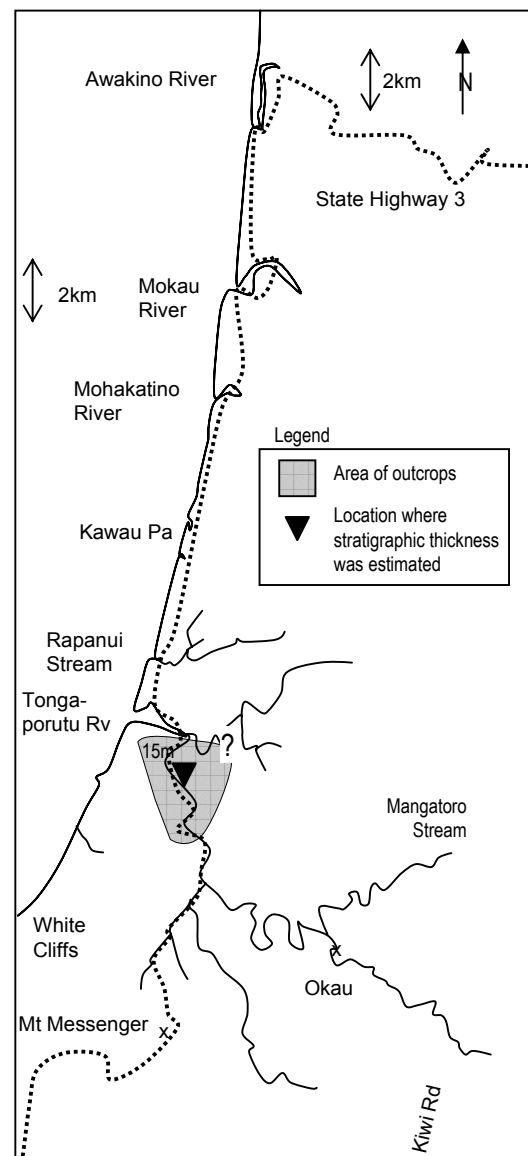 Awakino River
2km
N
State Highway 3
2km
Mokau
River
Mohakatino
River
Legend
Area of outcrops
Location where
stratigraphic thickness
was estimated
Kawau Pa
Rapanui
Stream
Tonga-
porutu Rv
15m
?
Mangatoro
Stream
White
Cliffs
x
Okau
Mt Messenger
x
Kiwi Rd